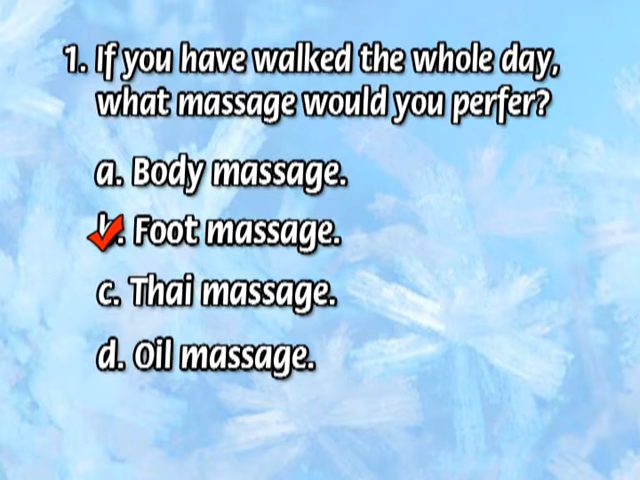 1. If you have walked the whole day,
what massage would you perfer?
a. Body massage.
b. Foot massage.
c. Thai massage.
d. Oil massage.